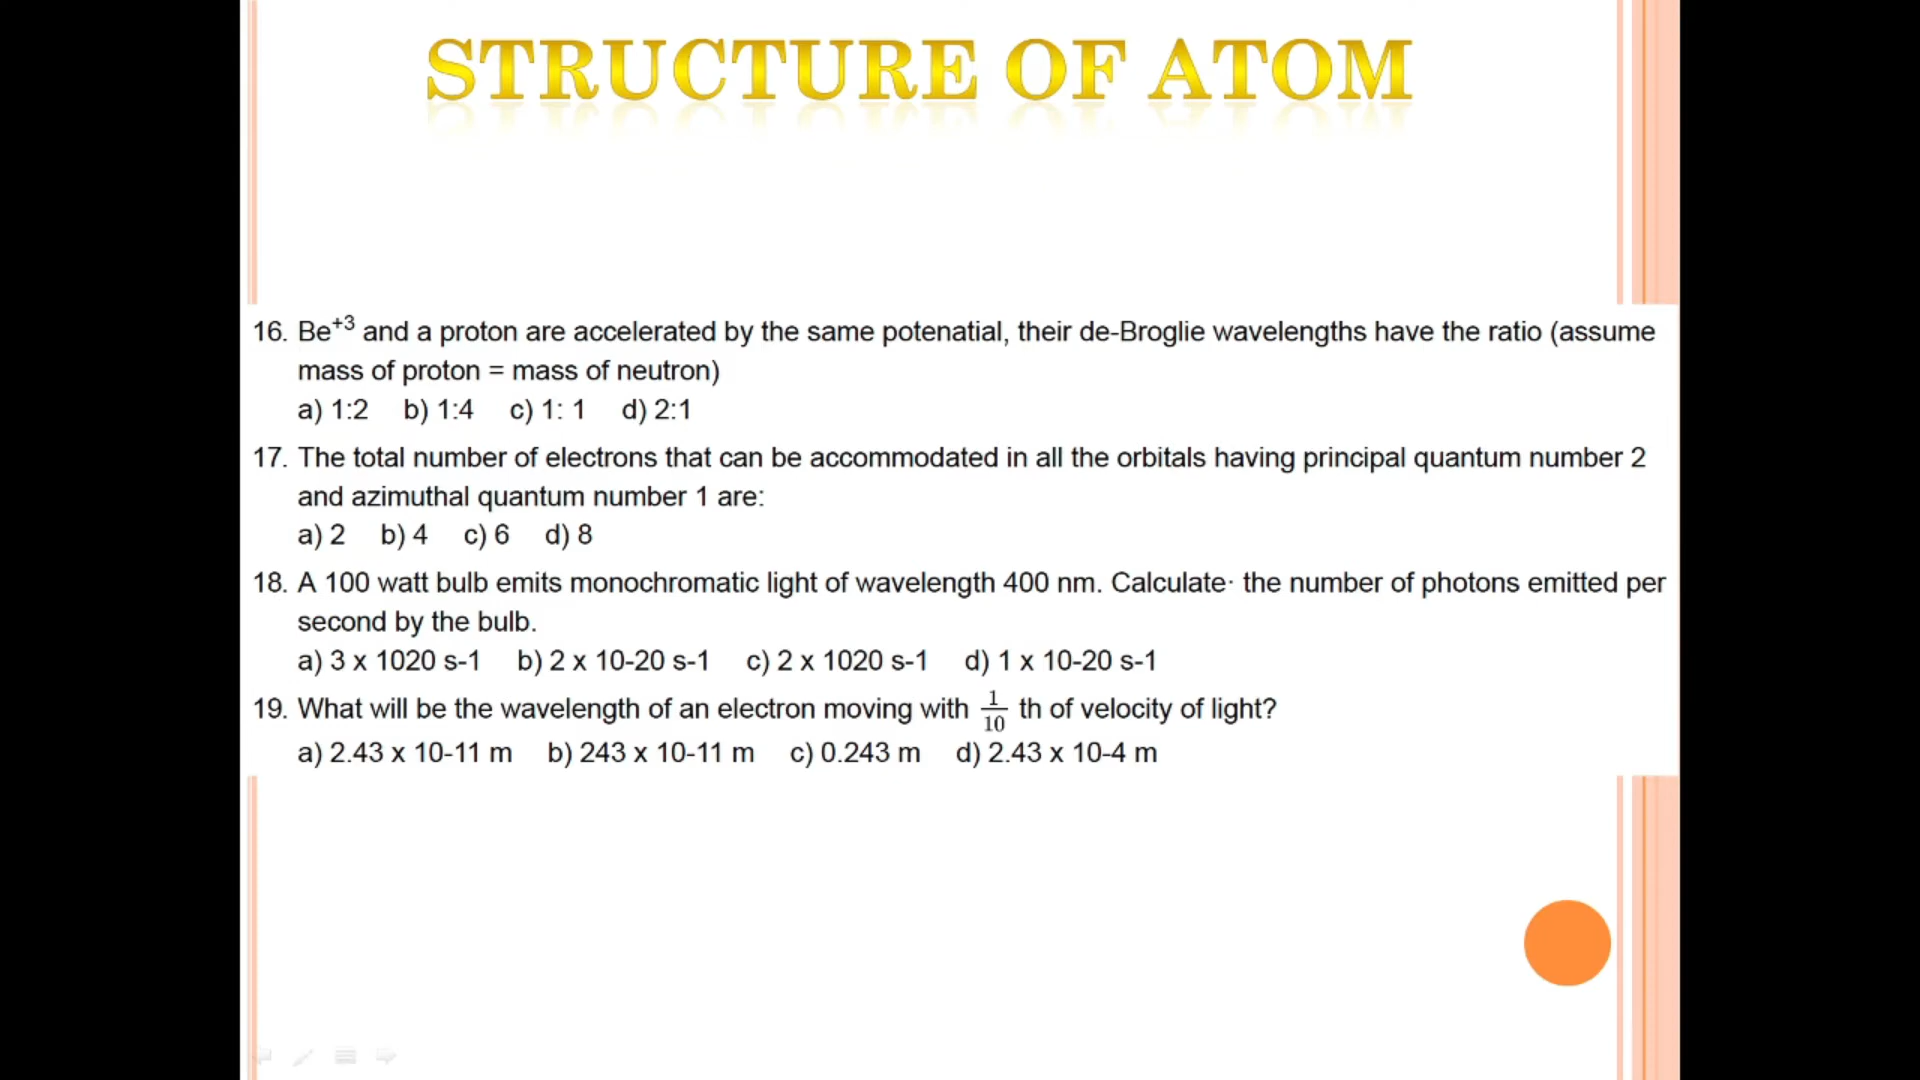 STRUCTURE OF ATOM
16. Be+3 and a proton are accelerated by the same potenatial, their de-Broglie wavelengths have the ratio (assume
mass of proton = mass of neutron)
a) 1:2 b) 1:4 c) 1: 1 d) 2:1
17. The total number of electrons that can be accommodated in all the orbitals having principal quantum number 2
and azimuthal quantum number 1 are:
a) 2 b) 4 c) 6 d) 8
18. A 100 watt bulb emits monochromatic light of wavelength 400 nm. Calculate· the number of photons emitted per
second by the bulb.
a) 3 x 1020 s-1 b) 2 x 10-20 s-1 c) 2 x 1020 s-1 d) 1 x 10-20 s-1
19. What will be the wavelength of an electron moving with 1/10 th of velocity of light?
a) 2.43 x 10-11 m b) 243 x 10-11 m c) 0.243 m d) 2.43 x 10-4 m